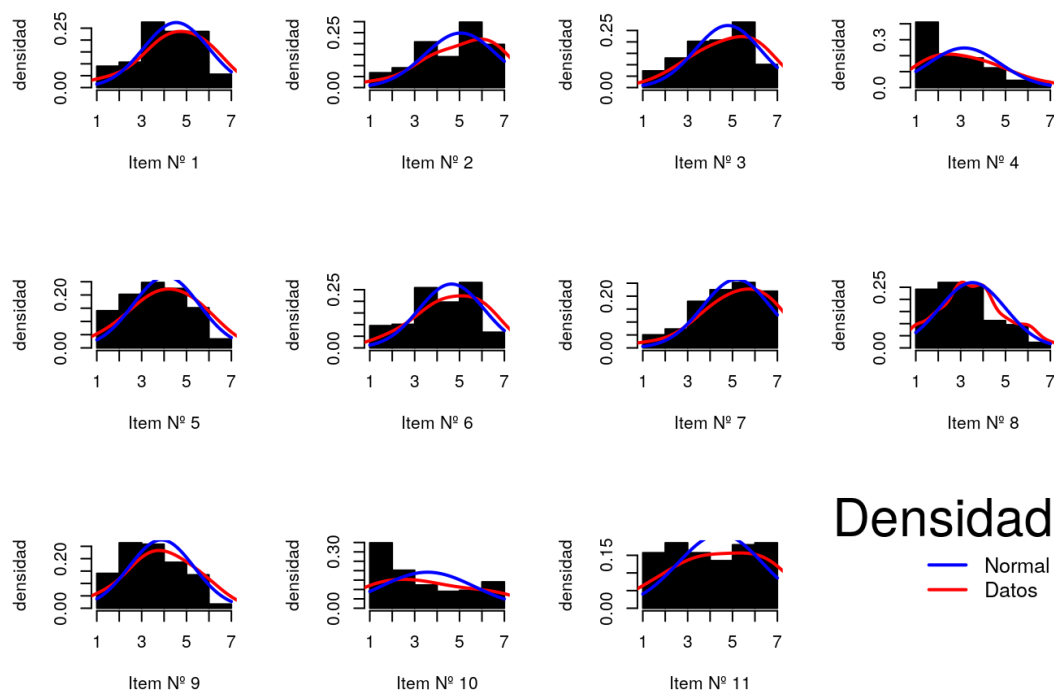 densidad
0.00 0.25
1 3 5 7
Item Nº 1
densidad
0.00 0.25
1 3 5 7
Item Nº 2
densidad
0.00 0.25
1 3 5 7
Item Nº 3
densidad
0.0 0.3
1 3 5 7
Item Nº 4
densidad
0.00 0.20
1 3 5 7
Item Nº 5
densidad
0.00 0.25
1 3 5 7
Item Nº 6
densidad
0.00 0.20
1 3 5 7
Item Nº 7
densidad
0.00 0.25
1 3 5 7
Item Nº 8
densidad
0.00 0.20
1 3 5 7
Item Nº 9
densidad
0.00 0.30
1 3 5 7
Item Nº 10
densidad
0.00 0.15
1 3 5 7
Item Nº 11
Densidad
Normal
Datos